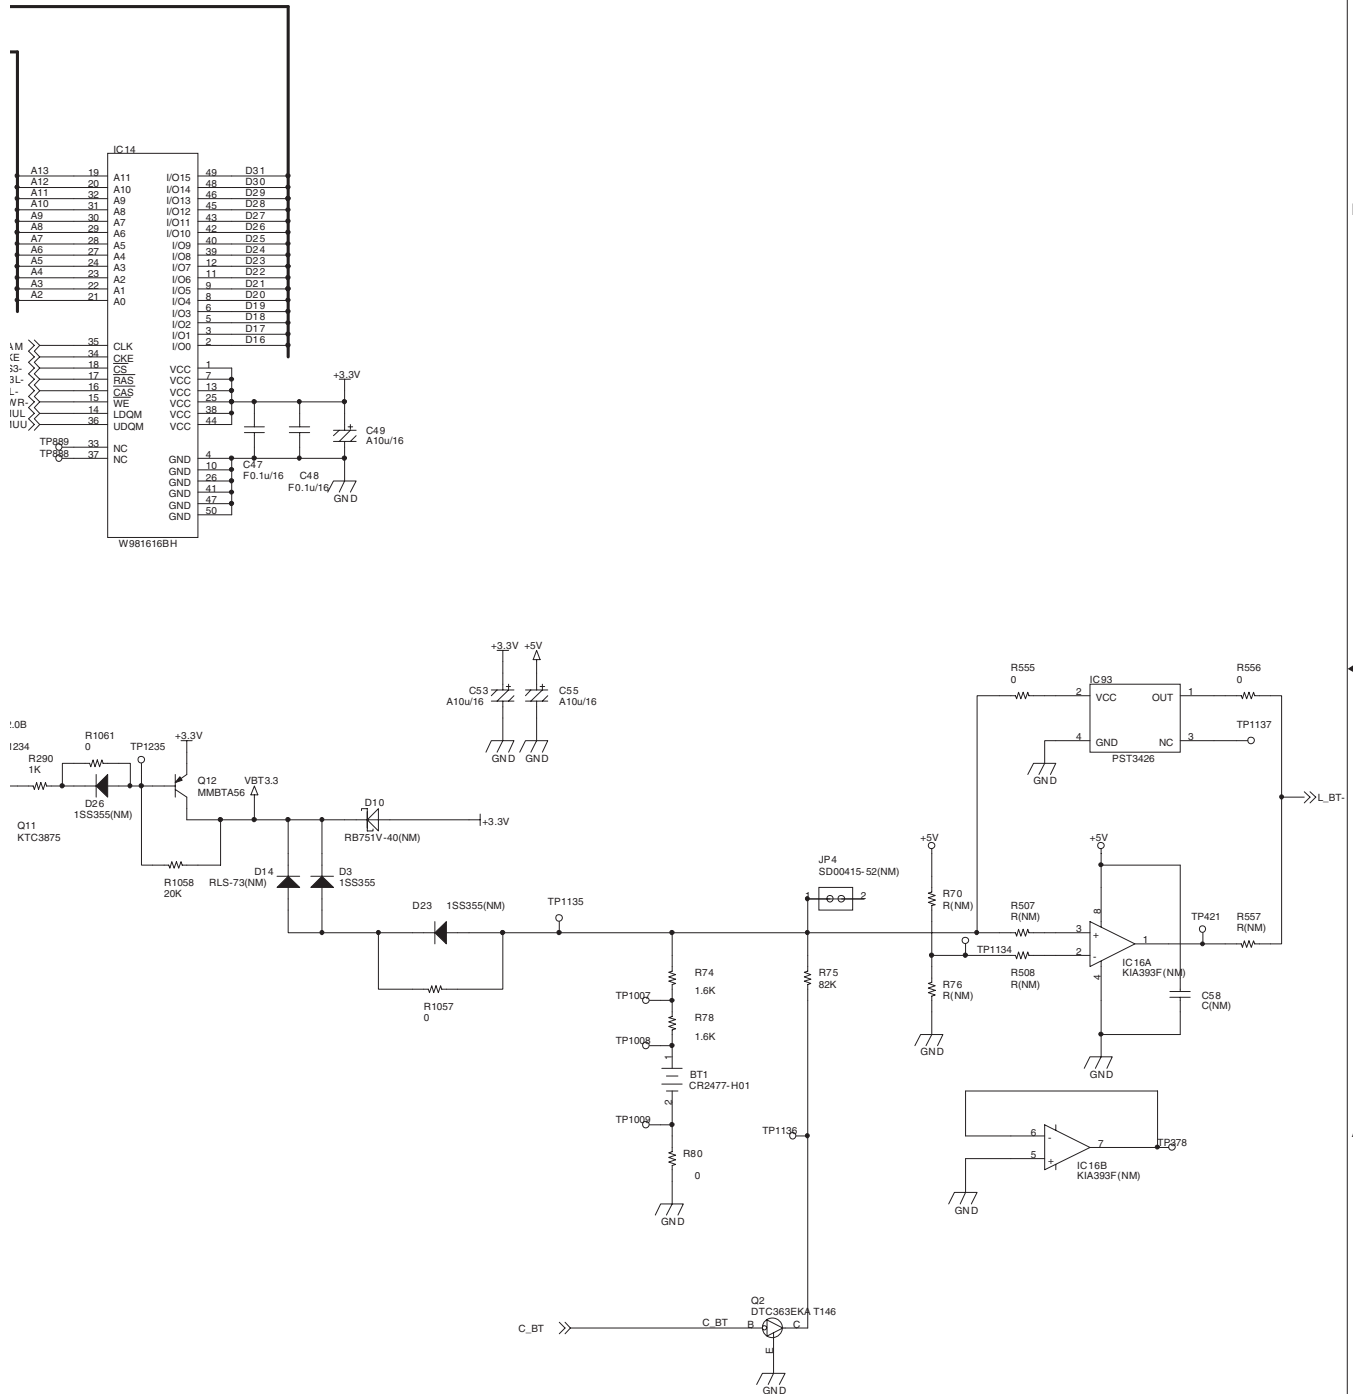 IC14
A13 19 A11 I/O15 49 D31
A12 20 A10 I/O14 48 D30
A11 32 A9 I/O13 46 D29
A10 31 A8 I/O12 45 D28
A9 30 A7 I/O11 43 D27
A8 29 A6 I/O10 42 D26
A7 28 A5 I/O9 40 D25
A6 27 A4 I/O8 39 D24
A5 24 A3 I/O7 12 D23
A4 23 A2 I/O6 11 D22
A3 22 A1 I/O5 9 D21
A2 21 A0 I/O4 8 D20
I/O3 6 D19
I/O2 5 D18
I/O1 3 D17
I/O0 2 D16
35 CLK
34 CKE
18 CS
17 RAS
16 CAS
15 WE
14 LDQM
36 UDQM
VCC 1
VCC 7
VCC 13
VCC 25
VCC 38
VCC 44
TP889 33 NC
TP888 37 NC
GND 4
GND 10
GND 26
GND 41
GND 47
GND 50
W981616BH
+3.3V
C49
A10u/16
C47
F0.1u/16
C48
F0.1u/16
GND
+3.3V +5V
C53
A10u/16
C55
A10u/16
GND GND
R555
0
IC93
2 VCC OUT 1
4 GND NC 3
PST3426
R556
0
TP1137
GND
L_BT-
R290
1K
R1061
0
TP1235
+3.3V
Q12
MMBTA56
VBT3.3
D26
1SS355(NM)
Q11
KTC3875
D10
RB751V-40(NM)
+3.3V
R1058
20K
D14
RLS-73(NM)
D3
1SS355
D23 1SS355(NM)
TP1135
R1057
0
JP4
SD00415-52(NM)
1 2
+5V
R70
R(NM)
R507
R(NM)
TP1134
R508
R(NM)
R76
R(NM)
GND
+5V
8
3 +
2 -
1
4
IC16A
KIA393F(NM)
TP421
R557
R(NM)
C58
C(NM)
GND
R74
1.6K
TP1007
R78
1.6K
TP1008
1
BT1
CR2477-H01
2
TP1009
R80
0
GND
R75
82K
TP1136
6 -
5 +
7
TP378
IC16B
KIA393F(NM)
GND
Q2
DTC363EKA T146
C_BT C_BT B C
E
GND